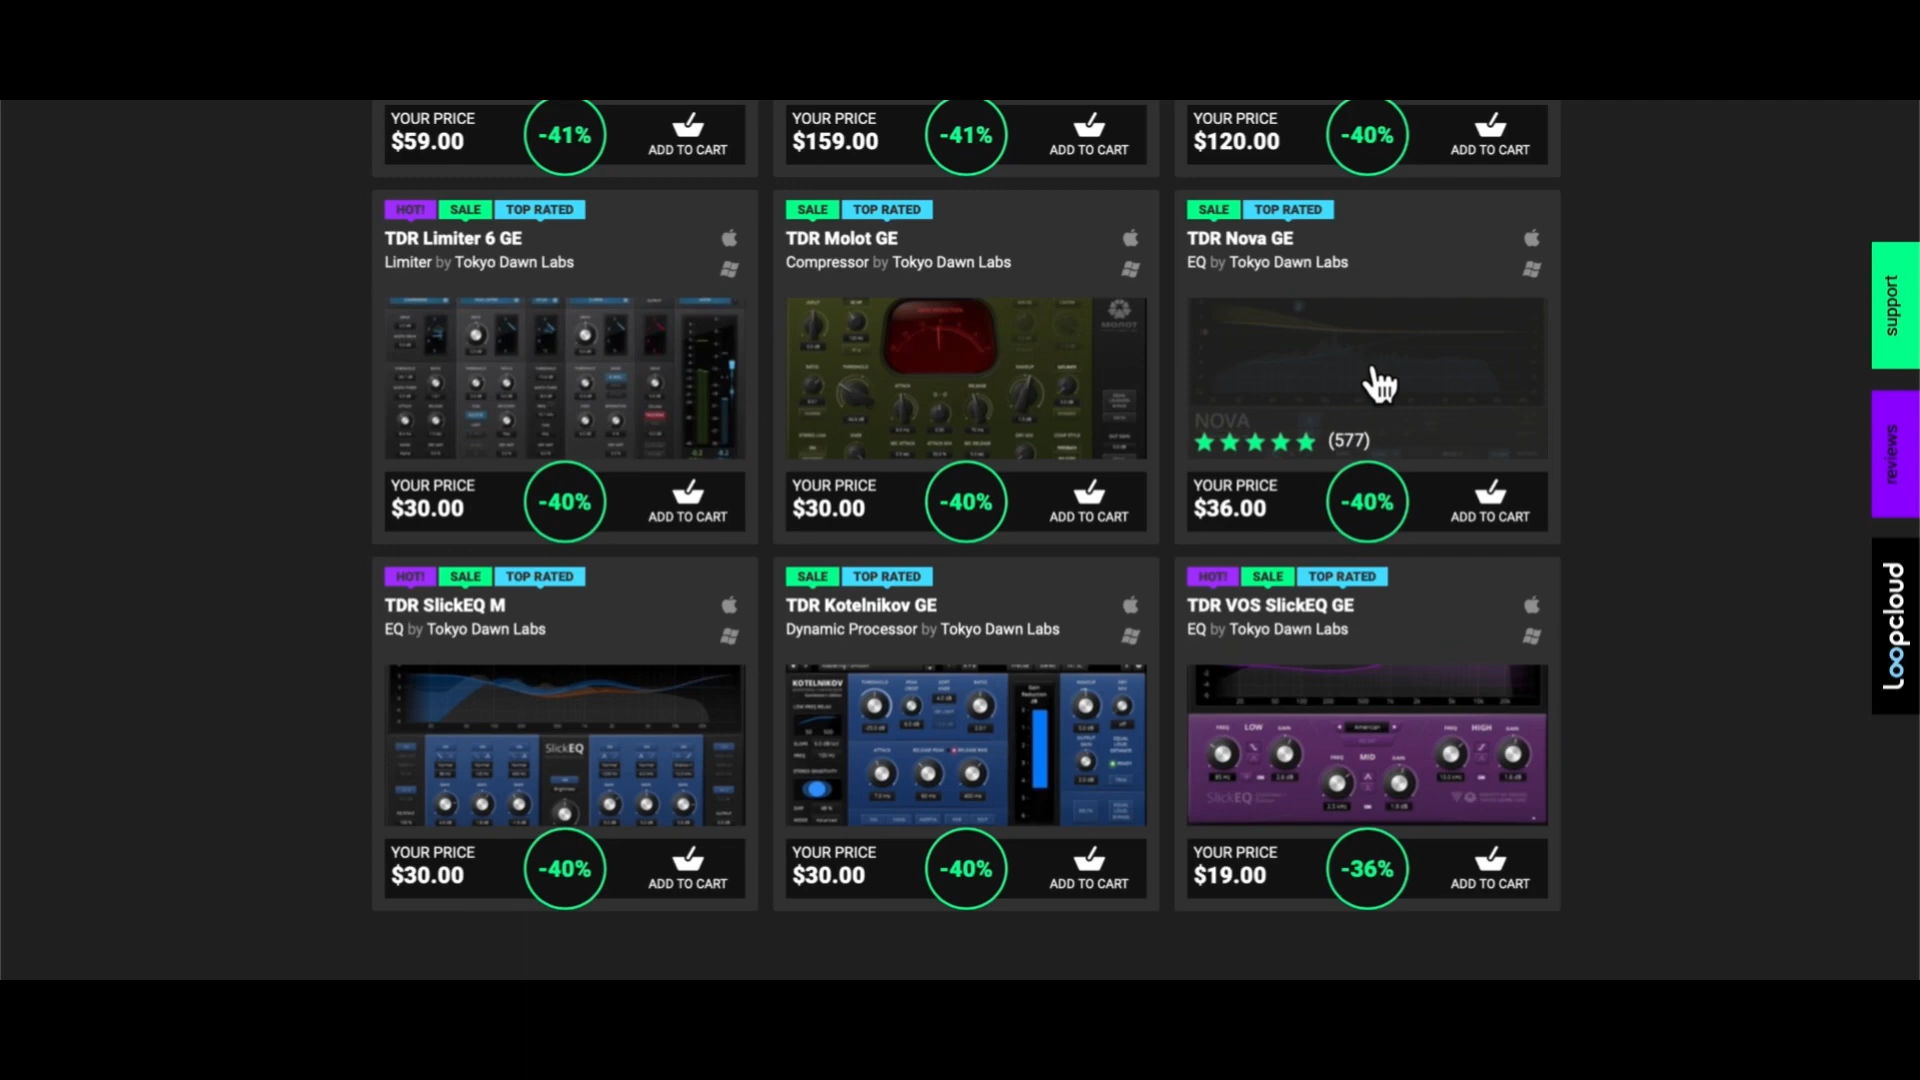 YOUR PRICE
$59.00
-41%
ADD TO CART
YOUR PRICE
$159.00
-41%
ADD TO CART
YOUR PRICE
$120.00
-40%
ADD TO CART
HOT! SALE TOP RATED
TDR Limiter 6 GE
Limiter by Tokyo Dawn Labs
YOUR PRICE
$30.00
-40%
ADD TO CART
SALE TOP RATED
TDR Molot GE
Compressor by Tokyo Dawn Labs
MOLOT
YOUR PRICE
$30.00
-40%
ADD TO CART
SALE TOP RATED
TDR Nova GE
EQ by Tokyo Dawn Labs
NOVA
(577)
YOUR PRICE
$36.00
-40%
ADD TO CART
HOT! SALE TOP RATED
TDR SlickEQ M
EQ by Tokyo Dawn Labs
SlickEQ
YOUR PRICE
$30.00
-40%
ADD TO CART
SALE TOP RATED
TDR Kotelnikov GE
Dynamic Processor by Tokyo Dawn Labs
KOTELNIKOV
YOUR PRICE
$30.00
-40%
ADD TO CART
HOT! SALE TOP RATED
TDR VOS SlickEQ GE
EQ by Tokyo Dawn Labs
LOW
MID
HIGH
SlickEQ
YOUR PRICE
$19.00
-36%
ADD TO CART
support
reviews
Loopcloud